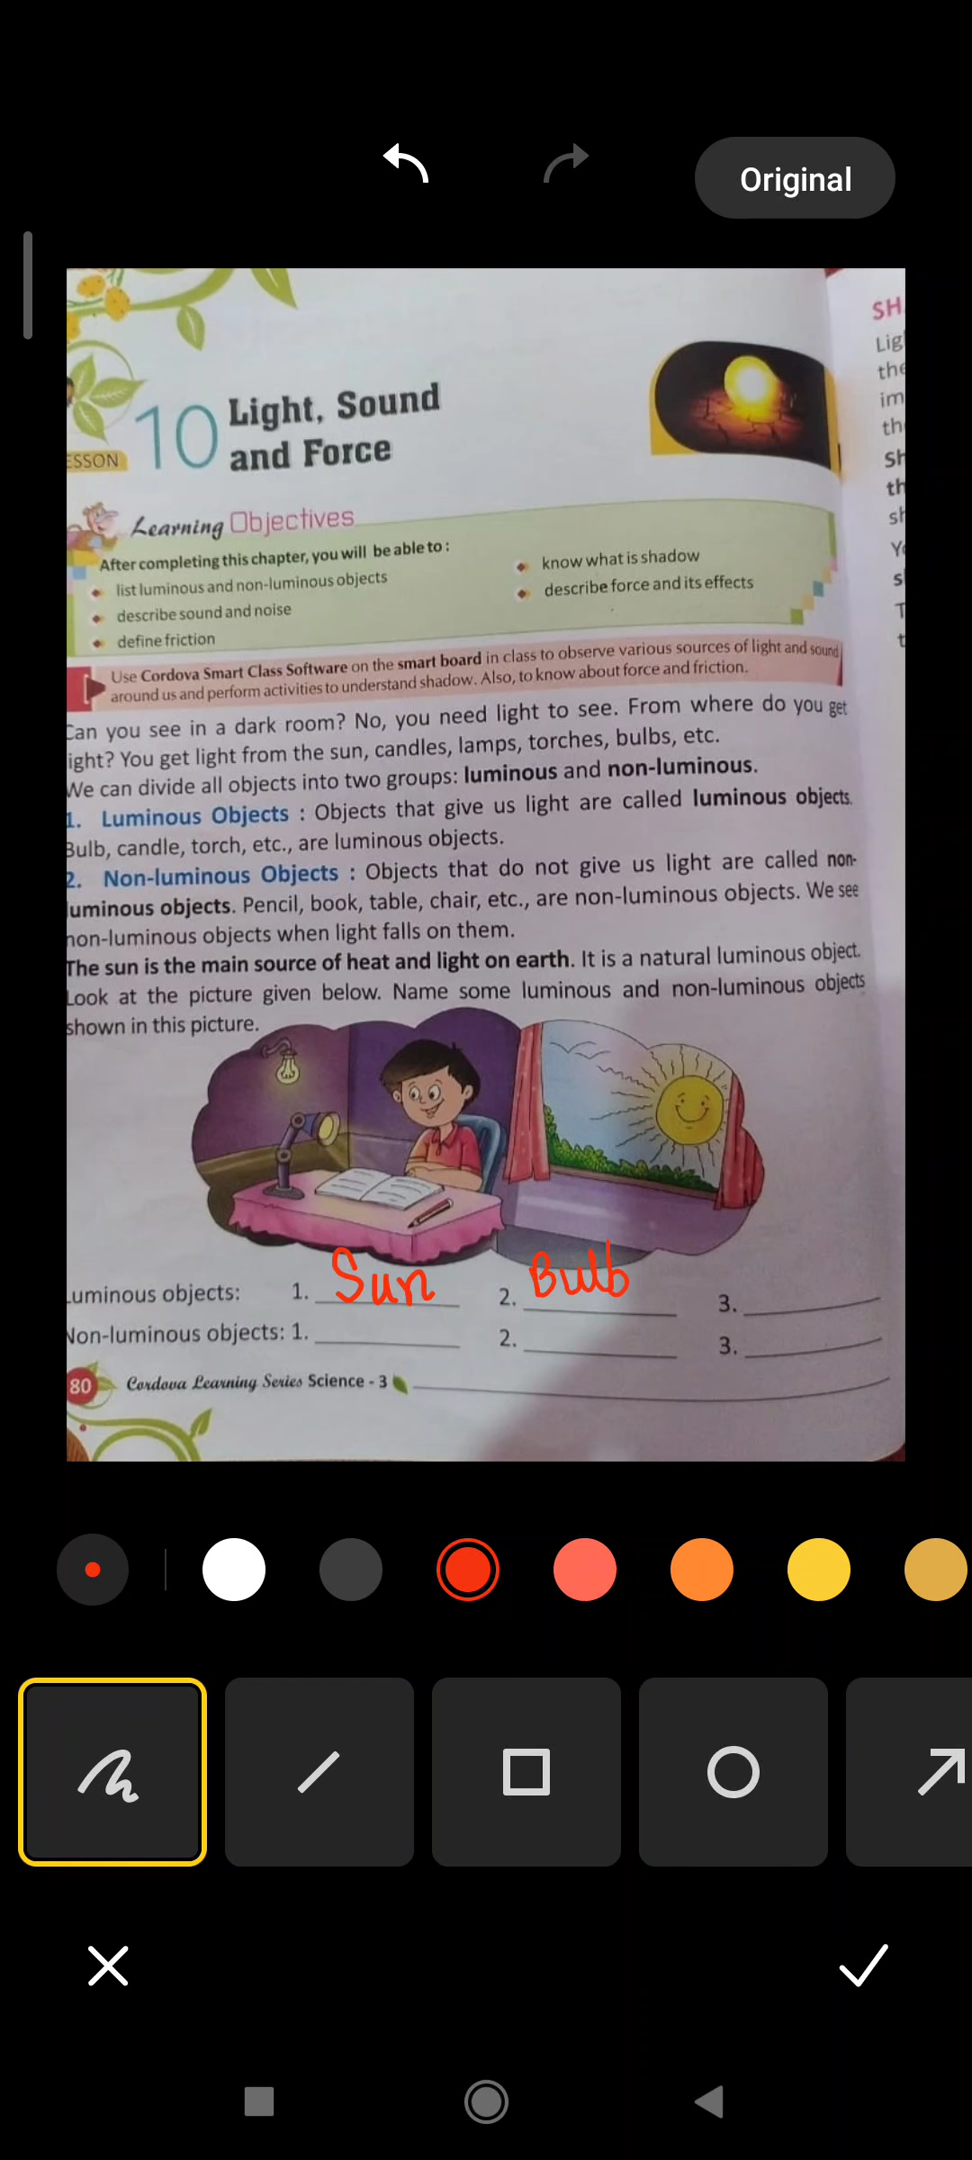 Original
10 Light, Sound
and Force
ESSON
Learning Objectives
After completing this chapter, you will be able to :
list luminous and non-luminous objects
describe sound and noise
define friction
know what is shadow
describe force and its effects
Use Cordova Smart Class Software on the smart board in class to observe various sources of light and sound
around us and perform activities to understand shadow. Also, to know about force and friction.
Can you see in a dark room? No, you need light to see. From where do you get
ight? You get light from the sun, candles, lamps, torches, bulbs, etc.
We can divide all objects into two groups: luminous and non-luminous.
1. Luminous Objects : Objects that give us light are called luminous objects.
Bulb, candle, torch, etc., are luminous objects.
2. Non-luminous Objects : Objects that do not give us light are called non-
luminous objects. Pencil, book, table, chair, etc., are non-luminous objects. We see
non-luminous objects when light falls on them.
The sun is the main source of heat and light on earth. It is a natural luminous object.
Look at the picture given below. Name some luminous and non-luminous objects
shown in this picture.
Luminous objects: 1. Sun 2. Bulb 3.
Non-luminous objects: 1. 2. 3.
80 Cordova Learning Series Science - 3
SH
Lig
the
im
th
Sh
th
sh
Yo
s
T
t